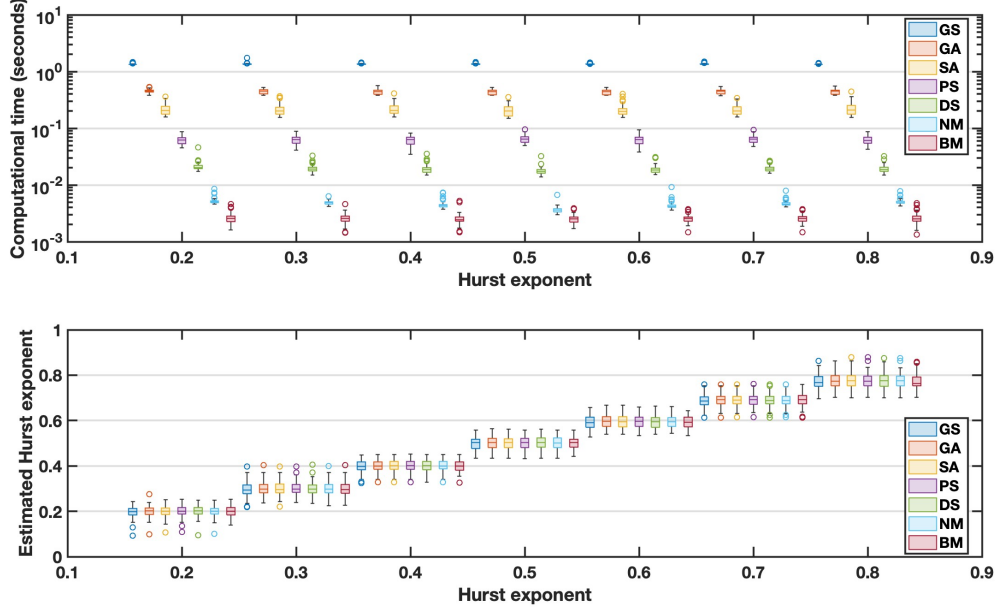 Computational time (seconds)
10^1
10^0
10^-1
10^-2
10^-3
GS
GA
SA
PS
DS
NM
BM
0.1 0.2 0.3 0.4 0.5 0.6 0.7 0.8 0.9
Hurst exponent
Estimated Hurst exponent
1
0.8
0.6
0.4
0.2
0
GS
GA
SA
PS
DS
NM
BM
0.1 0.2 0.3 0.4 0.5 0.6 0.7 0.8 0.9
Hurst exponent